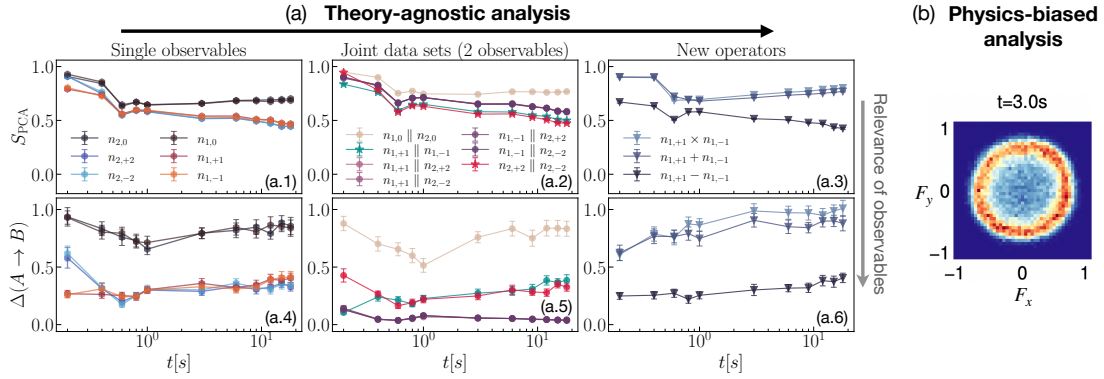 (a) Theory-agnostic analysis
(b) Physics-biased analysis
Single observables
Joint data sets (2 observables)
New operators
1.0
0.5
0.0
S_PCA
n_{2,0}
n_{2,+2}
n_{2,−2}
n_{1,0}
n_{1,+1}
n_{1,−1}
(a.1)
n_{1,0} ∥ n_{2,0}
n_{1,+1} ∥ n_{1,−1}
n_{1,+1} ∥ n_{2,+2}
n_{1,+1} ∥ n_{2,−2}
n_{1,−1} ∥ n_{2,+2}
n_{1,−1} ∥ n_{2,−2}
n_{2,+2} ∥ n_{2,−2}
(a.2)
n_{1,+1} × n_{1,−1}
n_{1,+1} + n_{1,−1}
n_{1,+1} − n_{1,−1}
(a.3)
Relevance of observables
1.0
0.5
0.0
Δ(A → B)
(a.4)
(a.5)
(a.6)
10^0
10^1
t[s]
10^0
10^1
t[s]
10^0
10^1
t[s]
t=3.0s
1
0
−1
F_y
−1
0
1
F_x